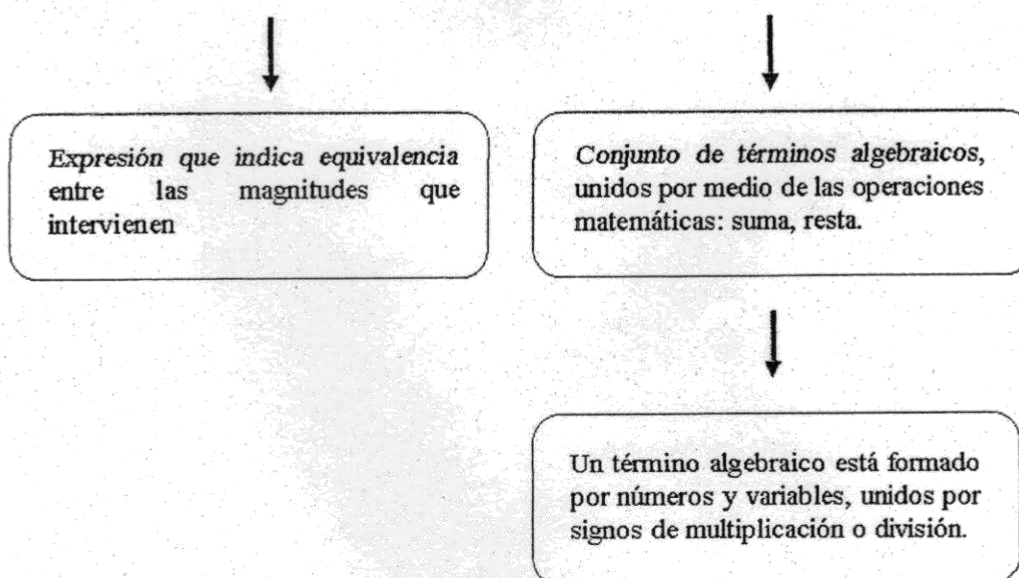 Expresión que indica equivalencia
entre las magnitudes que
intervienen
Conjunto de términos algebraicos,
unidos por medio de las operaciones
matemáticas: suma, resta.
Un término algebraico está formado
por números y variables, unidos por
signos de multiplicación o división.